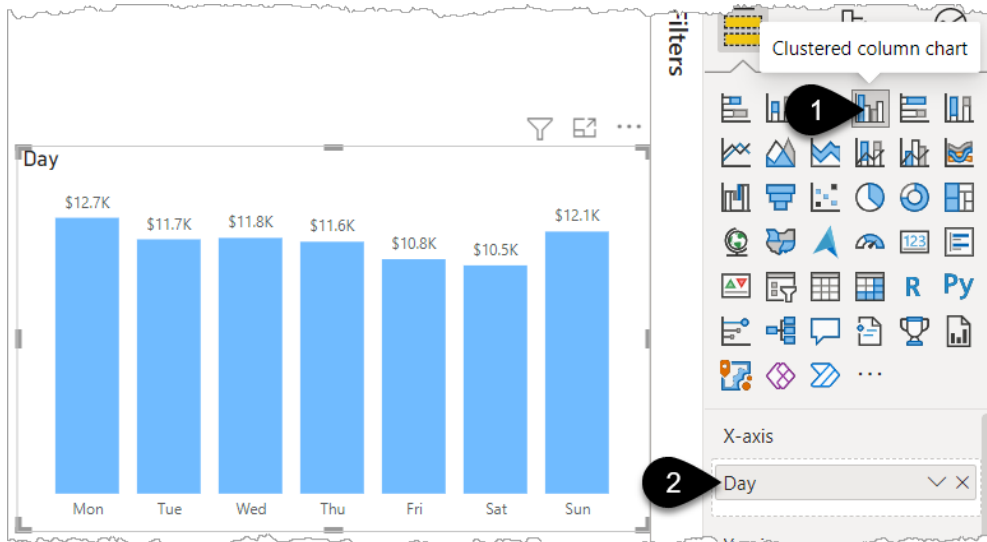 Filters
Clustered column chart
1
Day
$12.7K
$11.7K
$11.8K
$11.6K
$10.8K
$10.5K
$12.1K
Mon Tue Wed Thu Fri Sat Sun
123
R Py
X-axis
2
Day